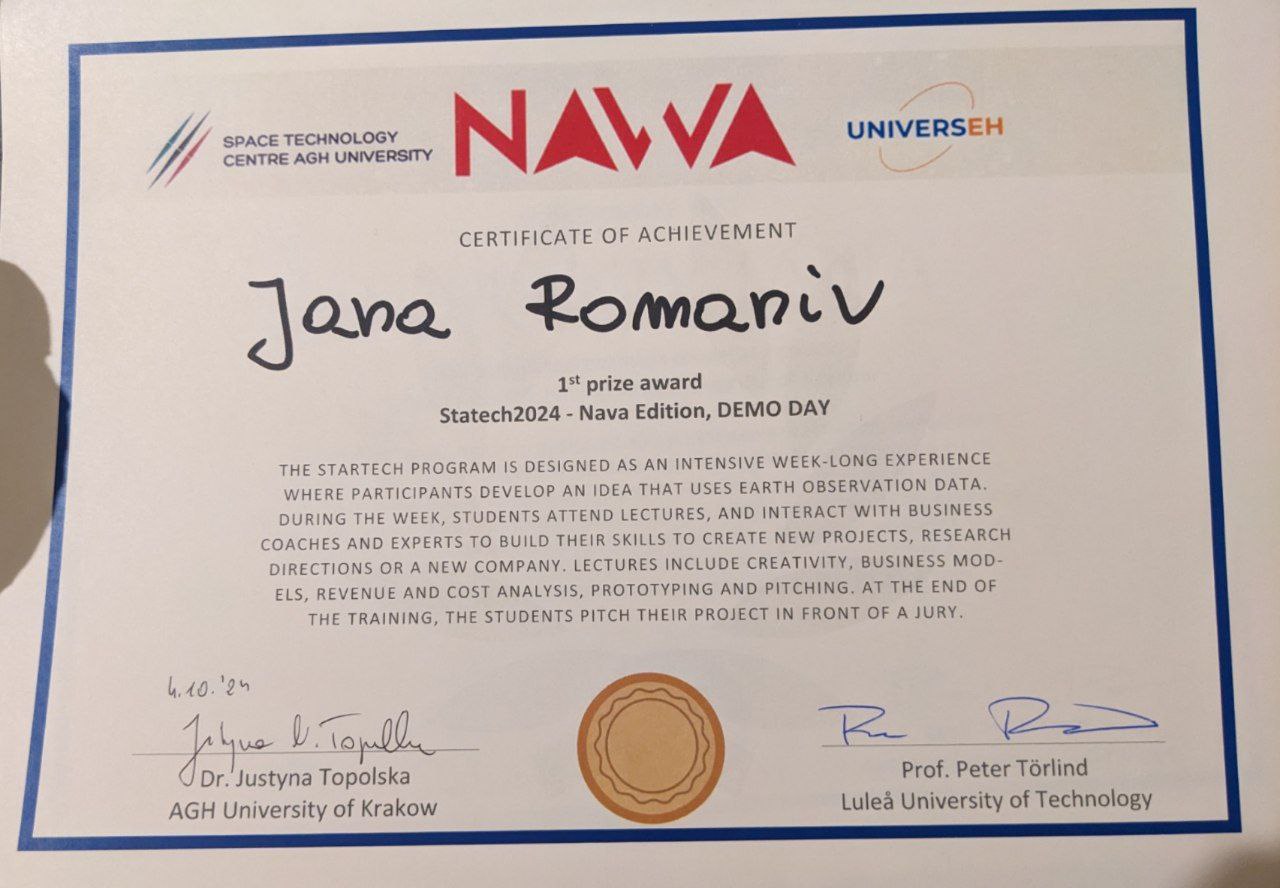 SPACE TECHNOLOGY
CENTRE AGH UNIVERSITY
NAWA
UNIVERSEH
CERTIFICATE OF ACHIEVEMENT
Jana Romaniv
1st prize award
Statech2024 - Nava Edition, DEMO DAY
THE STARTECH PROGRAM IS DESIGNED AS AN INTENSIVE WEEK-LONG EXPERIENCE
WHERE PARTICIPANTS DEVELOP AN IDEA THAT USES EARTH OBSERVATION DATA.
DURING THE WEEK, STUDENTS ATTEND LECTURES, AND INTERACT WITH BUSINESS
COACHES AND EXPERTS TO BUILD THEIR SKILLS TO CREATE NEW PROJECTS, RESEARCH
DIRECTIONS OR A NEW COMPANY. LECTURES INCLUDE CREATIVITY, BUSINESS MOD-
ELS, REVENUE AND COST ANALYSIS, PROTOTYPING AND PITCHING. AT THE END OF
THE TRAINING, THE STUDENTS PITCH THEIR PROJECT IN FRONT OF A JURY.
4.10.'24
Dr. Justyna Topolska
AGH University of Krakow
Prof. Peter Törlind
Luleå University of Technology